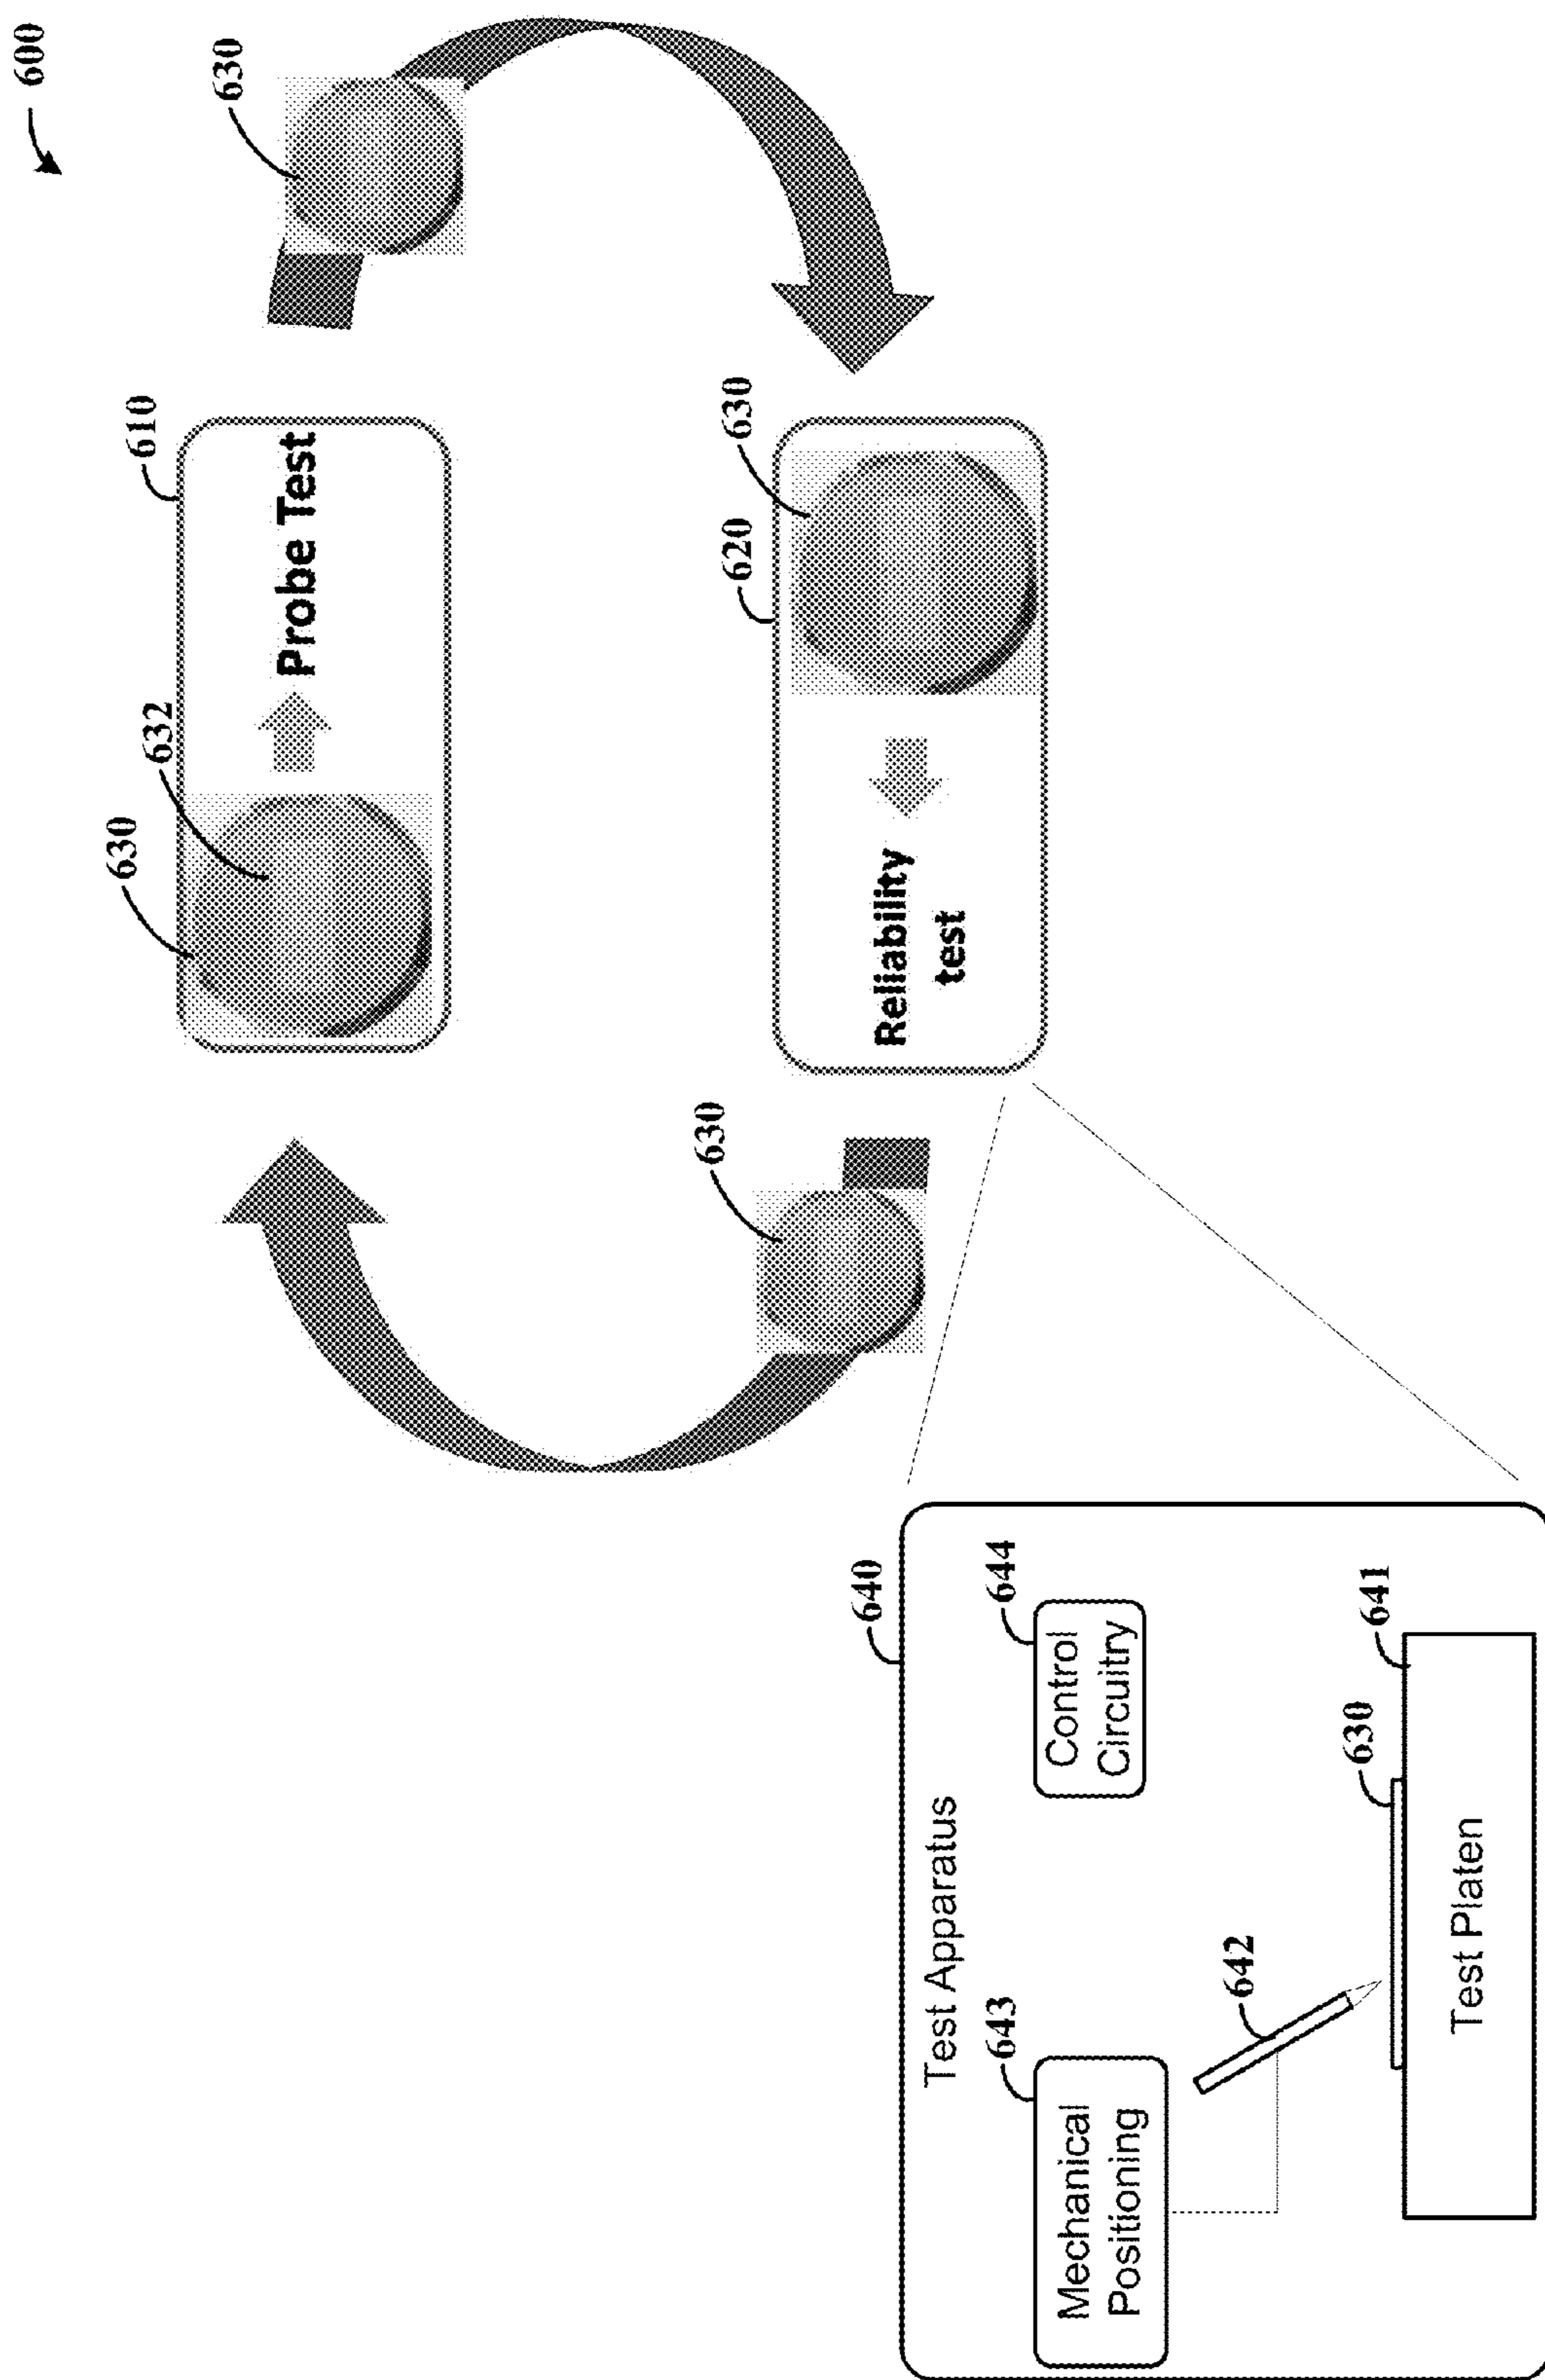 600
610
630
632
Probe Test
630
630
620
630
Reliability
test
630
640
Test Apparatus
643
Mechanical
Positioning
644
Control
Circuitry
642
630
641
Test Platen